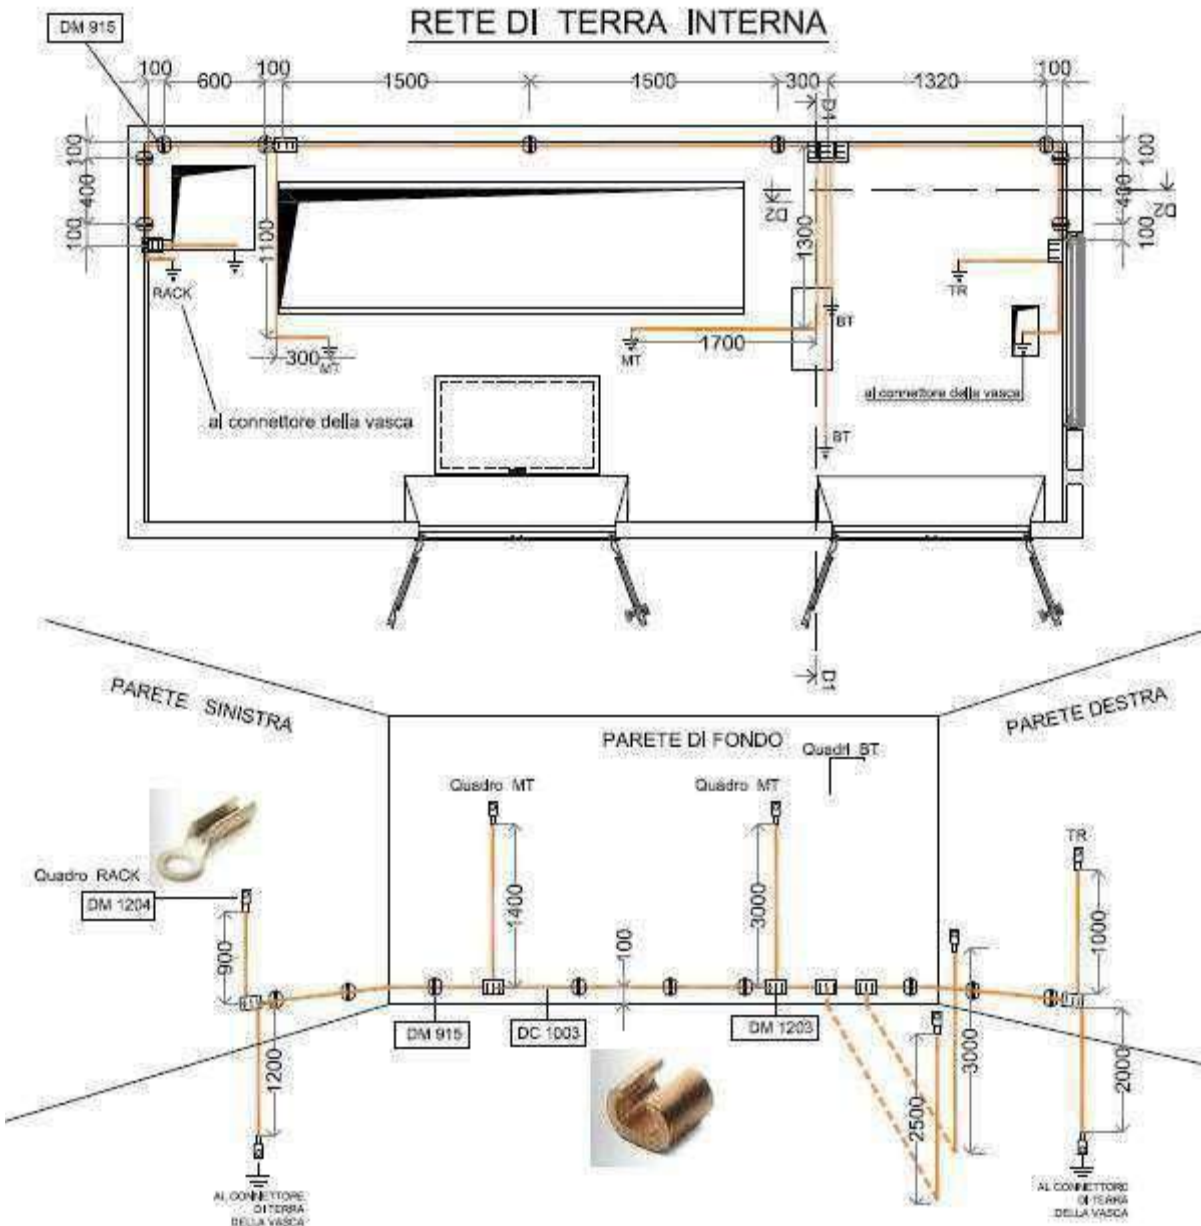 RETE DI TERRA INTERNA
DM 915
100
600
100
1500
1500
300
1320
100
D1
100
400
100
1100
1300
D2
100
400
100
D2
RACK
TR
BT
300
MT
MT
1700
al connettore della vasca
al connettore della vasca
BT
D1
PARETE SINISTRA
PARETE DI FONDO
PARETE DESTRA
Quadri BT
Quadro MT
Quadro MT
TR
Quadro RACK
DM 1204
900
1400
100
3000
1000
DM 915
DC 1003
DM 1203
1200
2500
3000
2000
AL CONNETTORE
DI TERRA
DELLA VASCA
AL CONNETTORE
DI TERRA
DELLA VASCA